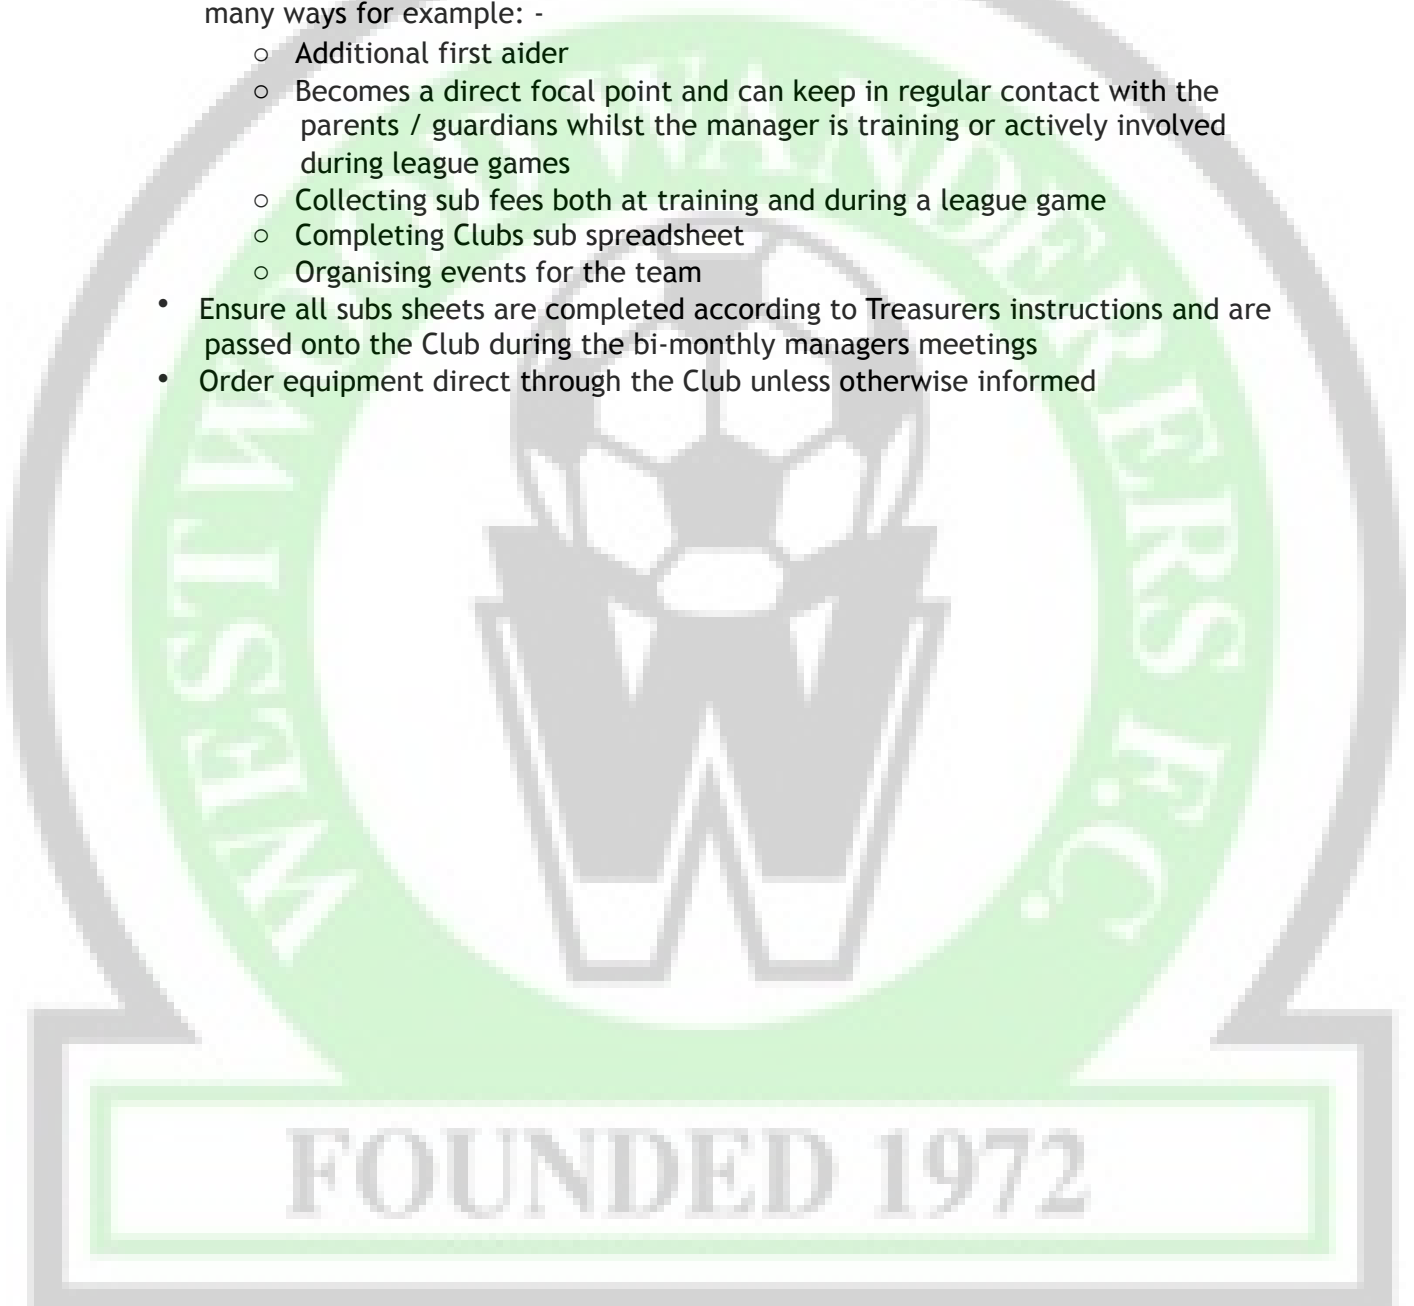 many ways for example: -
○ Additional first aider
○ Becomes a direct focal point and can keep in regular contact with the
parents / guardians whilst the manager is training or actively involved
during league games
○ Collecting sub fees both at training and during a league game
○ Completing Clubs sub spreadsheet
○ Organising events for the team
• Ensure all subs sheets are completed according to Treasurers instructions and are
passed onto the Club during the bi-monthly managers meetings
• Order equipment direct through the Club unless otherwise informed
WEST WOOD WANDERERS F.C.
W
FOUNDED 1972